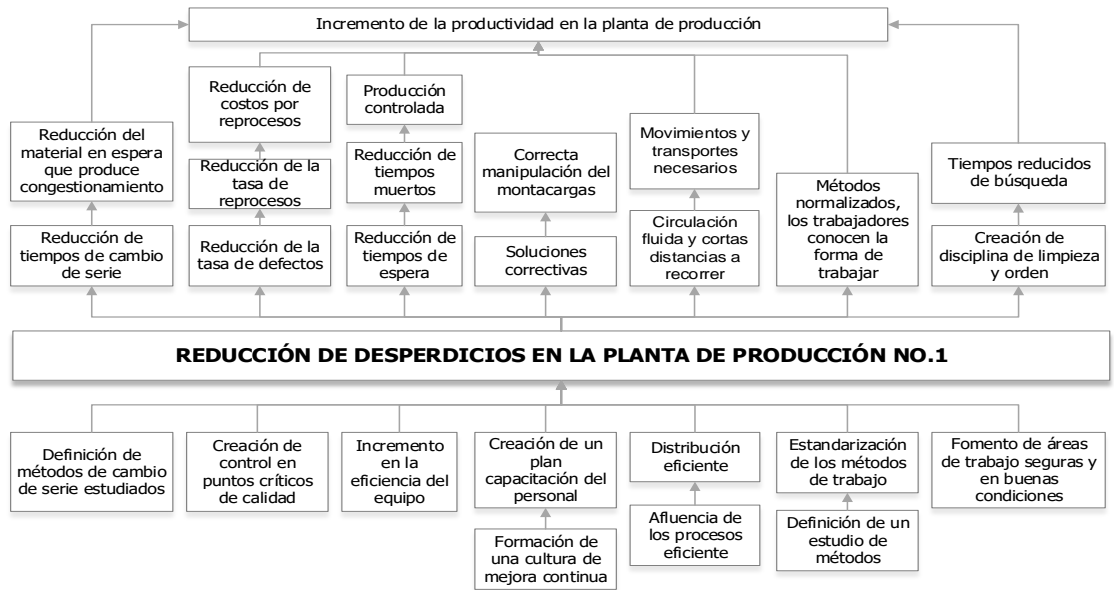 Incremento de la productividad en la planta de producción
Reducción de
costos por
reprocesos
Producción
controlada
Reducción del
material en espera
que produce
congestionamiento
Reducción de la
tasa de
reprocesos
Reducción de
tiempos
muertos
Correcta
manipulación del
montacargas
Movimientos y
transportes
necesarios
Métodos
normalizados,
los trabajadores
conocen la
forma de
trabajar
Tiempos reducidos
de búsqueda
Reducción de
tiempos de cambio
de serie
Reducción de la
tasa de defectos
Reducción de
tiempos de
espera
Soluciones
correctivas
Circulación
fluida y cortas
distancias a
recorrer
Creación de
disciplina de limpieza
y orden
REDUCCIÓN DE DESPERDICIOS EN LA PLANTA DE PRODUCCIÓN NO.1
Definición de
métodos de cambio
de serie estudiados
Creación de
control en
puntos críticos
de calidad
Incremento
en la
eficiencia del
equipo
Creación de un
plan
capacitación del
personal
Distribución
eficiente
Estandarización
de los métodos
de trabajo
Fomento de áreas
de trabajo seguras y
en buenas
condiciones
Formación de
una cultura de
mejora continua
Afluencia de
los procesos
eficiente
Definición de un
estudio de
métodos